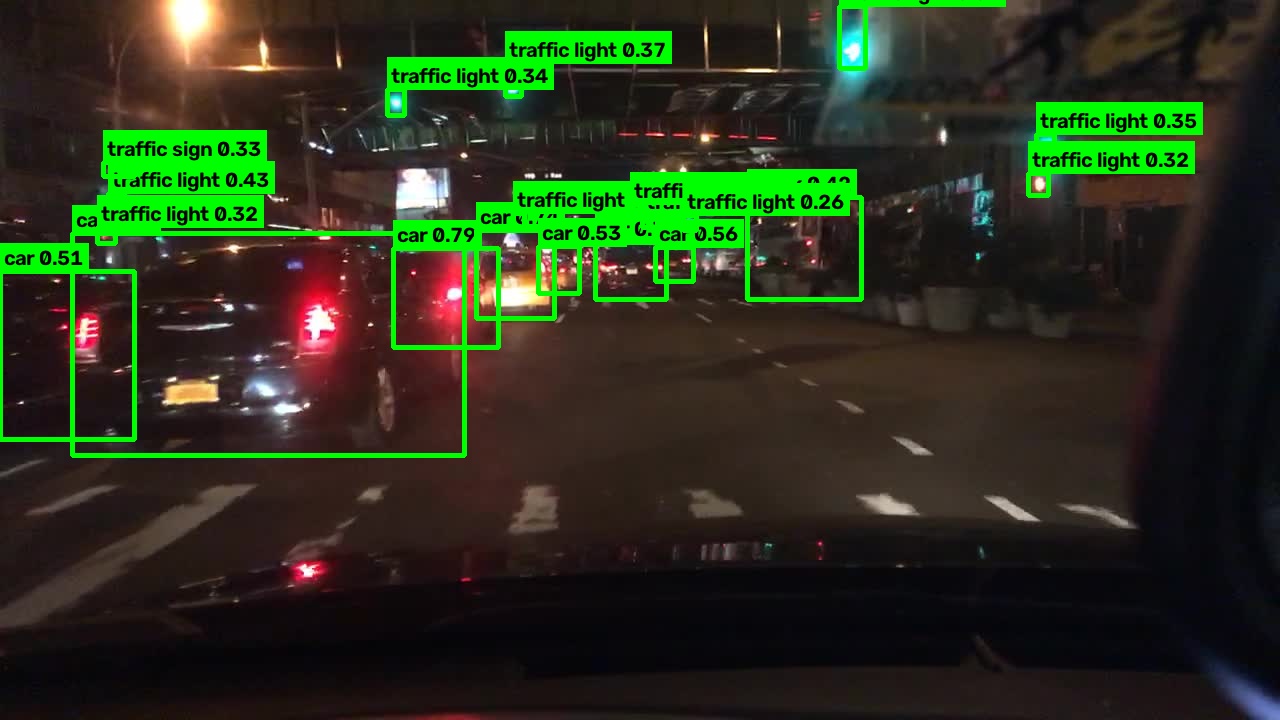 traffic light 0.37
traffic light 0.34
traffic light 0.35
traffic sign 0.33
traffic light 0.32
traffic light 0.43
traffic light 0.26
traffic light
traffic light 0.32
car 0.79
car 0.53
car 0.56
car 0.51